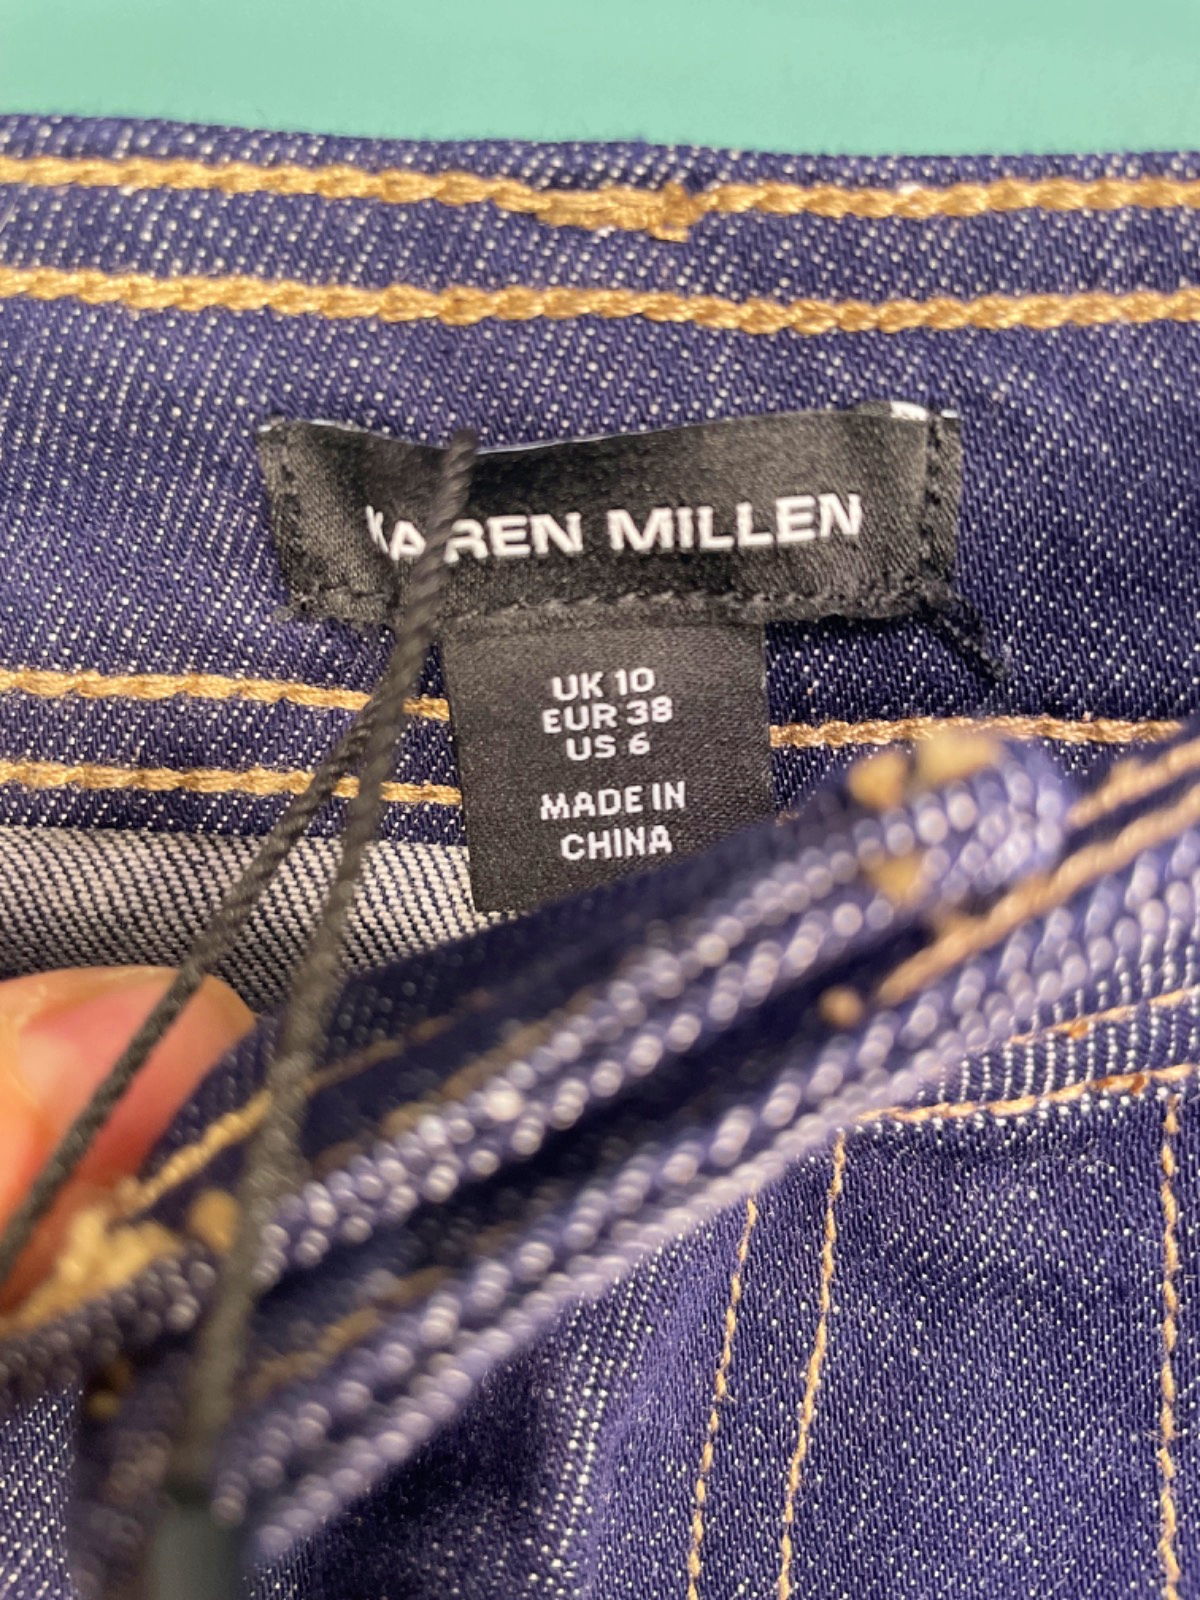 KAREN MILLEN
UK 10
EUR 38
US 6
MADE IN
CHINA